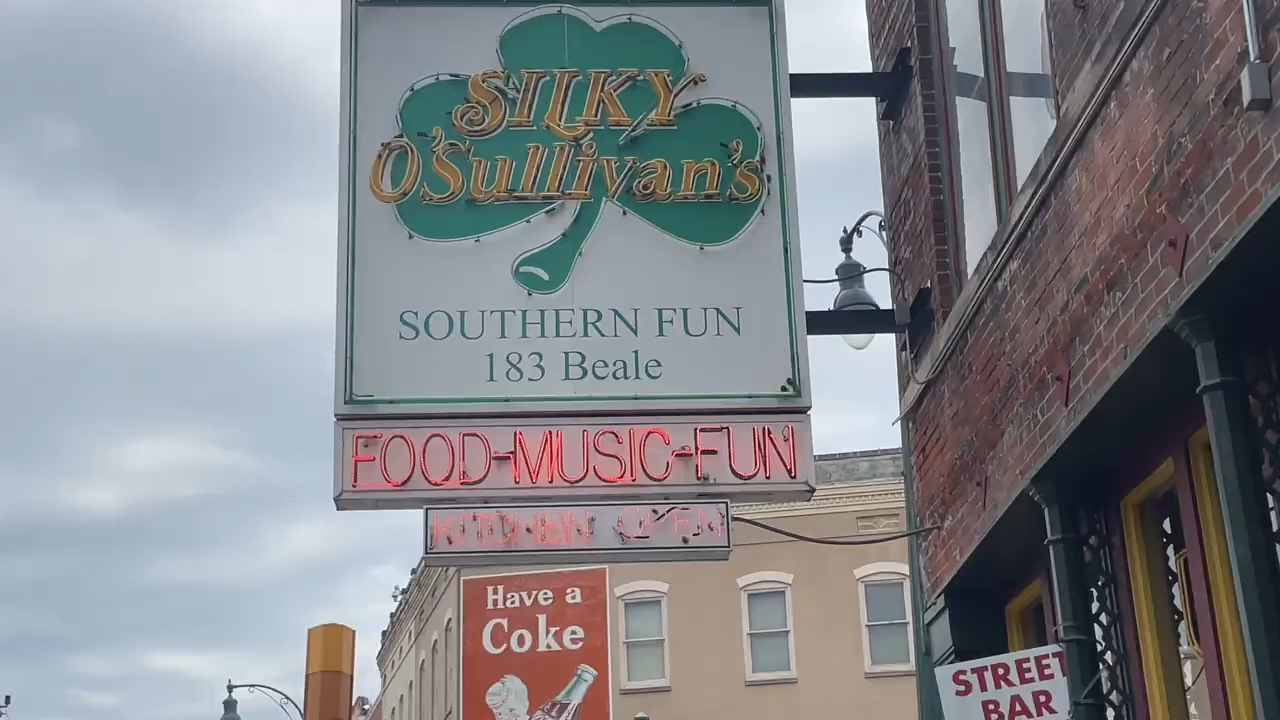 SILKY
O'Sullivan's
SOUTHERN FUN
183 Beale
FOOD-MUSIC-FUN
KITCHEN OPEN
Have a
Coke
STREET
BAR